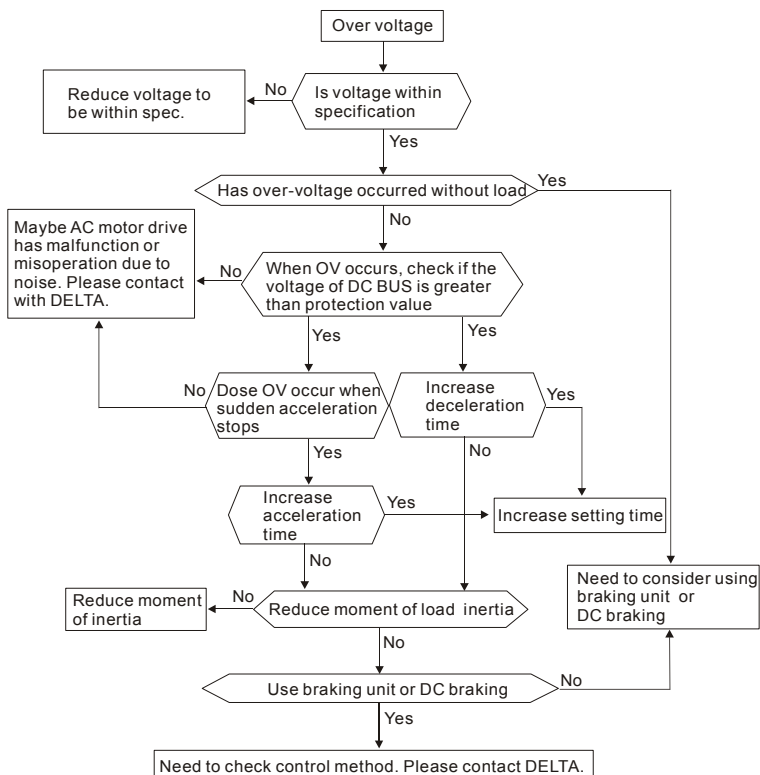 Over voltage
Reduce voltage to
be within spec.
No
Is voltage within
specification
Yes
Has over-voltage occurred without load
Yes
No
Maybe AC motor drive
has malfunction or
misoperation due to
noise. Please contact
with DELTA.
No
When OV occurs, check if the
voltage of DC BUS is greater
than protection value
Yes
Yes
No
Dose OV occur when
sudden acceleration
stops
Increase
deceleration
time
Yes
Yes
No
Increase
acceleration
time
Yes
Increase setting time
No
Need to consider using
braking unit or
DC braking
Reduce moment
of inertia
No
Reduce moment of load inertia
No
Use braking unit or DC braking
No
Yes
Need to check control method. Please contact DELTA.